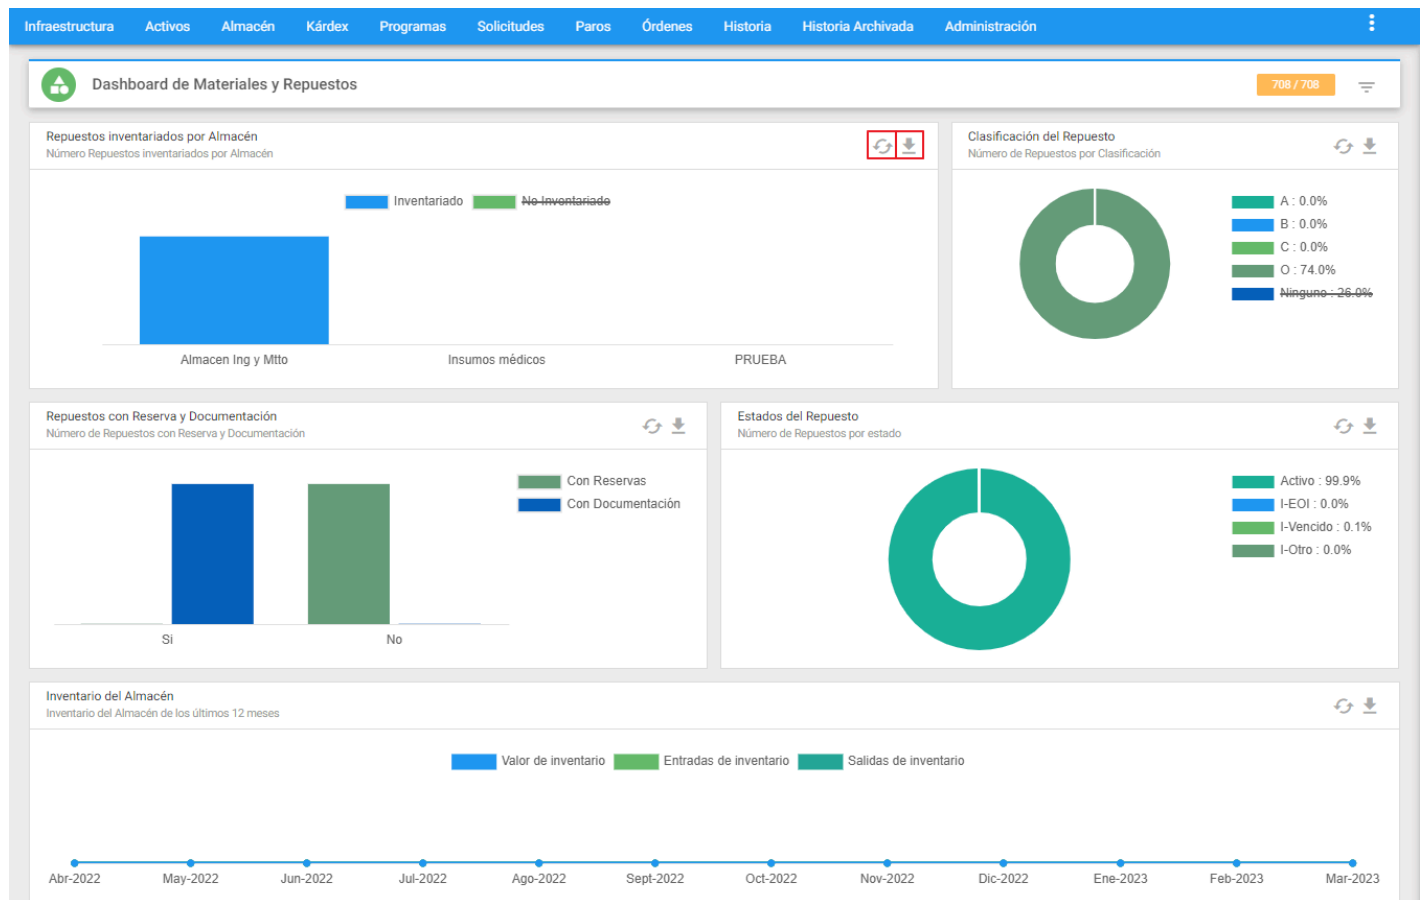 Infraestructura Activos Almacén Kárdex Programas Solicitudes Paros Órdenes Historia Historia Archivada Administración
Dashboard de Materiales y Repuestos
708 / 708
Repuestos inventariados por Almacén
Número Repuestos inventariados por Almacén
Inventariado No Inventariado
Almacen Ing y Mtto Insumos médicos PRUEBA
Clasificación del Repuesto
Número de Repuestos por Clasificación
A : 0.0%
B : 0.0%
C : 0.0%
O : 74.0%
Ninguno : 26.0%
Repuestos con Reserva y Documentación
Número de Repuestos con Reserva y Documentación
Con Reservas
Con Documentación
Si No
Estados del Repuesto
Número de Repuestos por estado
Activo : 99.9%
I-EOI : 0.0%
I-Vencido : 0.1%
I-Otro : 0.0%
Inventario del Almacén
Inventario del Almacén de los últimos 12 meses
Valor de inventario Entradas de inventario Salidas de inventario
Abr-2022 May-2022 Jun-2022 Jul-2022 Ago-2022 Sept-2022 Oct-2022 Nov-2022 Dic-2022 Ene-2023 Feb-2023 Mar-2023